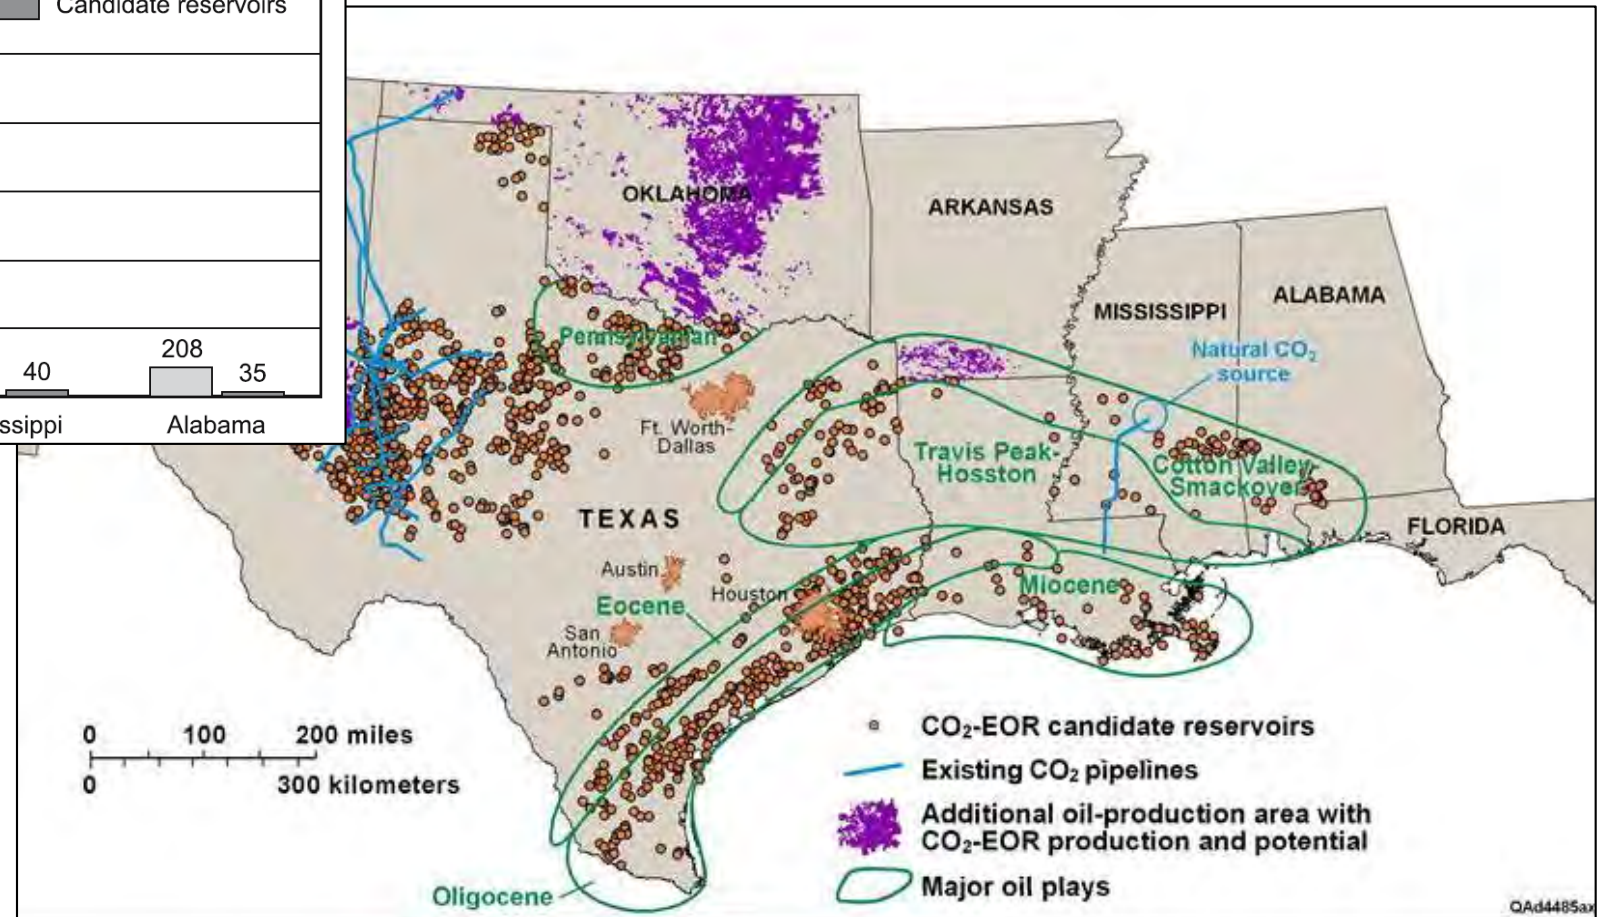 Candidate reservoirs
40
208
35
ssippi
Alabama
OKLAHOMA
ARKANSAS
MISSISSIPPI
ALABAMA
Natural CO₂
source
Pennsylvanian
Ft. Worth-
Dallas
Travis Peak-
Hosston
Cotton Valley
Smackover
TEXAS
FLORIDA
Austin
Houston
Eocene
Miocene
San
Antonio
0 100 200 miles
0 300 kilometers
Oligocene
CO₂-EOR candidate reservoirs
Existing CO₂ pipelines
Additional oil-production area with
CO₂-EOR production and potential
Major oil plays
QAd4485ax